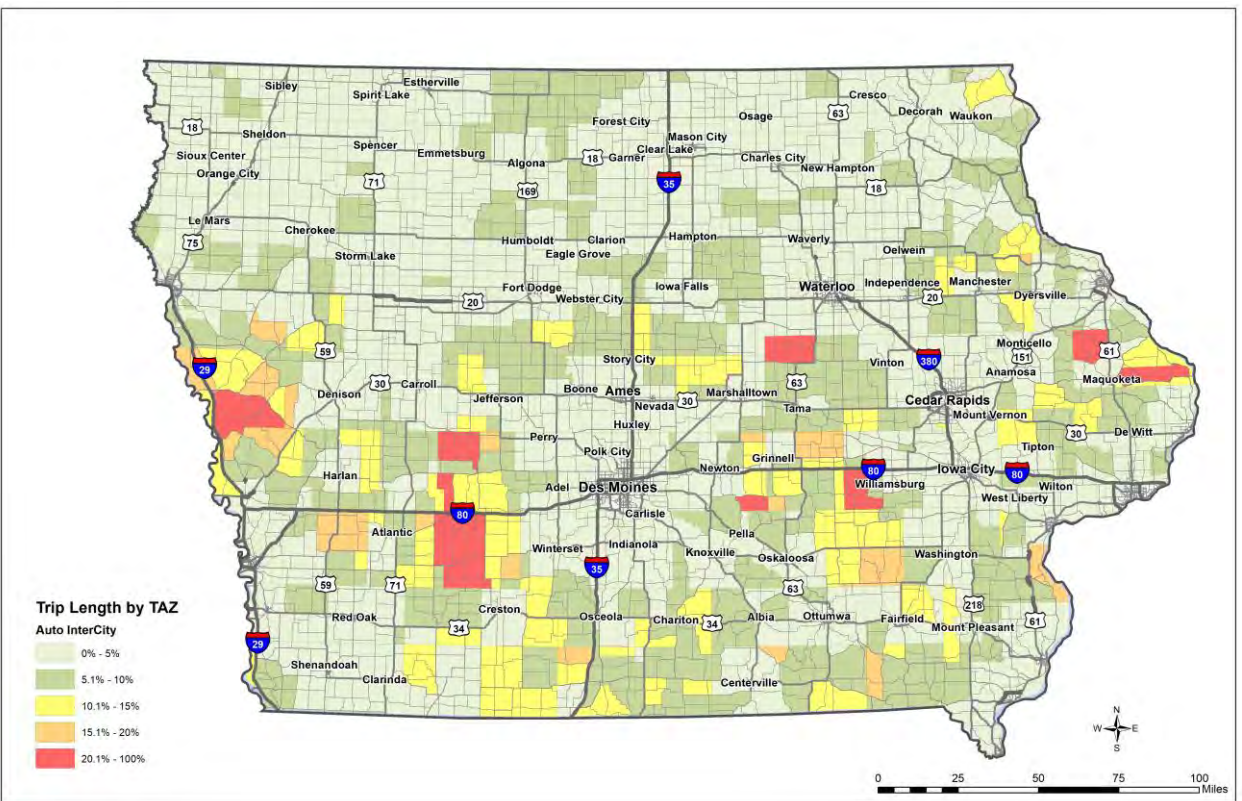 Sibley
Estherville
Spirit Lake
Cresco
Decorah
Waukon
63
Osage
Forest City
18
Sheldon
Mason City
Spencer
Clear Lake
Sioux Center
Emmetsburg
Algona
18
Garner
Charles City
New Hampton
Orange City
71
169
35
18
Le Mars
Cherokee
Humboldt
Clarion
Hampton
Waverly
75
Eagle Grove
Oelwein
Storm Lake
Fort Dodge
Iowa Falls
Waterloo
Independence
Manchester
20
Webster City
20
Dyersville
59
Story City
Monticello
151
61
29
380
Vinton
Anamosa
30
Carroll
Boone
Ames
63
Maquoketa
Denison
Jefferson
Nevada
30
Marshalltown
Tama
Cedar Rapids
Mount Vernon
Huxley
30
De Witt
Perry
Polk City
Grinnell
Tipton
Harlan
Newton
80
Iowa City
80
Adel
Des Moines
Williamsburg
Wilton
West Liberty
80
Carlisle
Atlantic
Pella
Winterset
Indianola
Knoxville
Oskaloosa
Washington
35
59
71
63
218
Red Oak
Creston
Osceola
Chariton
34
Albia
Ottumwa
Fairfield
Mount Pleasant
61
34
29
Shenandoah
Clarinda
Centerville
Trip Length by TAZ
Auto InterCity
0% - 5%
5.1% - 10%
10.1% - 15%
15.1% - 20%
20.1% - 100%
N
W E
S
0 25 50 75 100
Miles